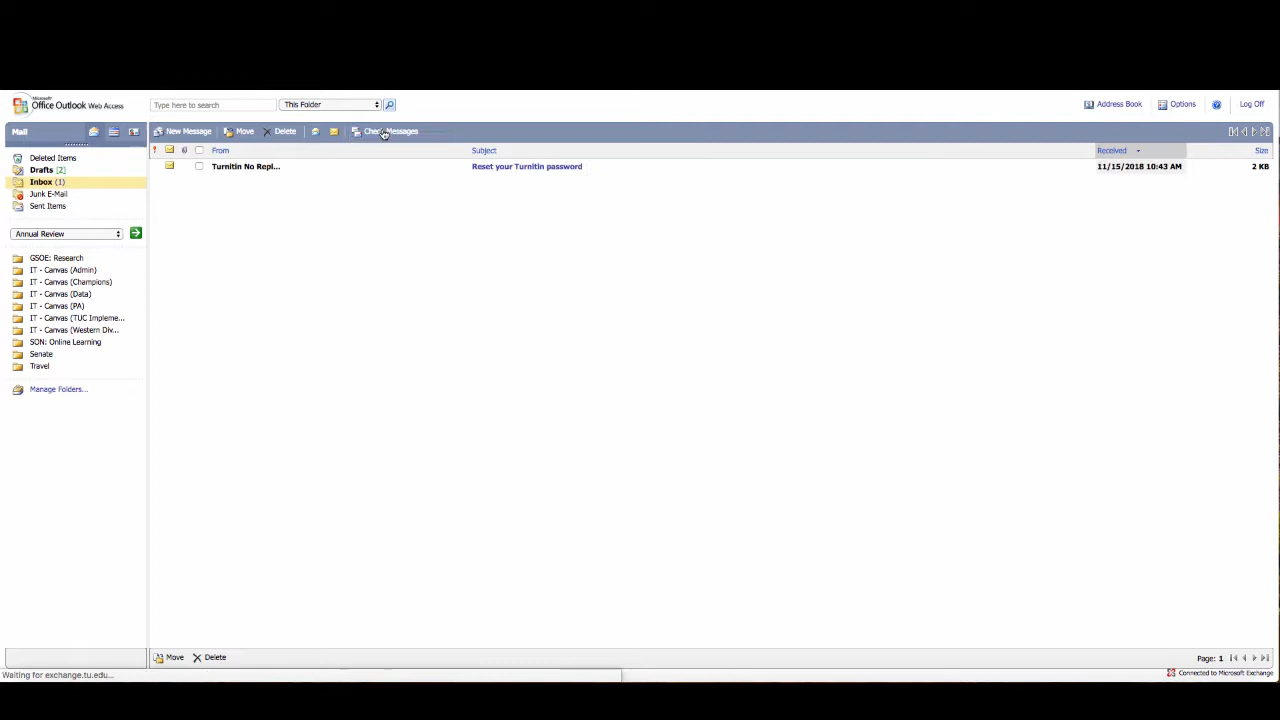 Microsoft
Office Outlook Web Access
Type here to search
This Folder
Address Book
Options
Log Off
Mail
New Message
Move
Delete
Check Messages
From
Subject
Received
Size
Turnitin No Repl...
Reset your Turnitin password
11/15/2018 10:43 AM
2 KB
Deleted Items
Drafts [2]
Inbox (1)
Junk E-Mail
Sent Items
Annual Review
GSOE: Research
IT - Canvas (Admin)
IT - Canvas (Champions)
IT - Canvas (Data)
IT - Canvas (PA)
IT - Canvas (TUC Impleme...
IT - Canvas (Western Div...
SON: Online Learning
Senate
Travel
Manage Folders...
Move
Delete
Page: 1
Waiting for exchange.tu.edu...
Connected to Microsoft Exchange